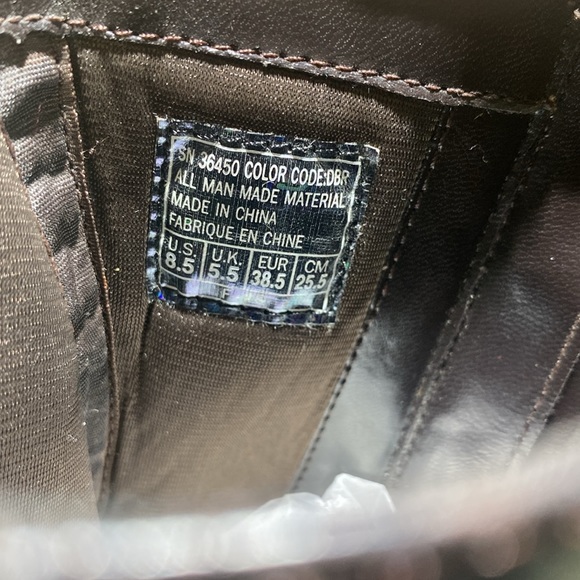 SN 36450 COLOR CODE:DBR
ALL MAN MADE MATERIAL
MADE IN CHINA
FABRIQUE EN CHINE
U.S. U.K. EUR CM
8.5 5.5 38.5 25.5